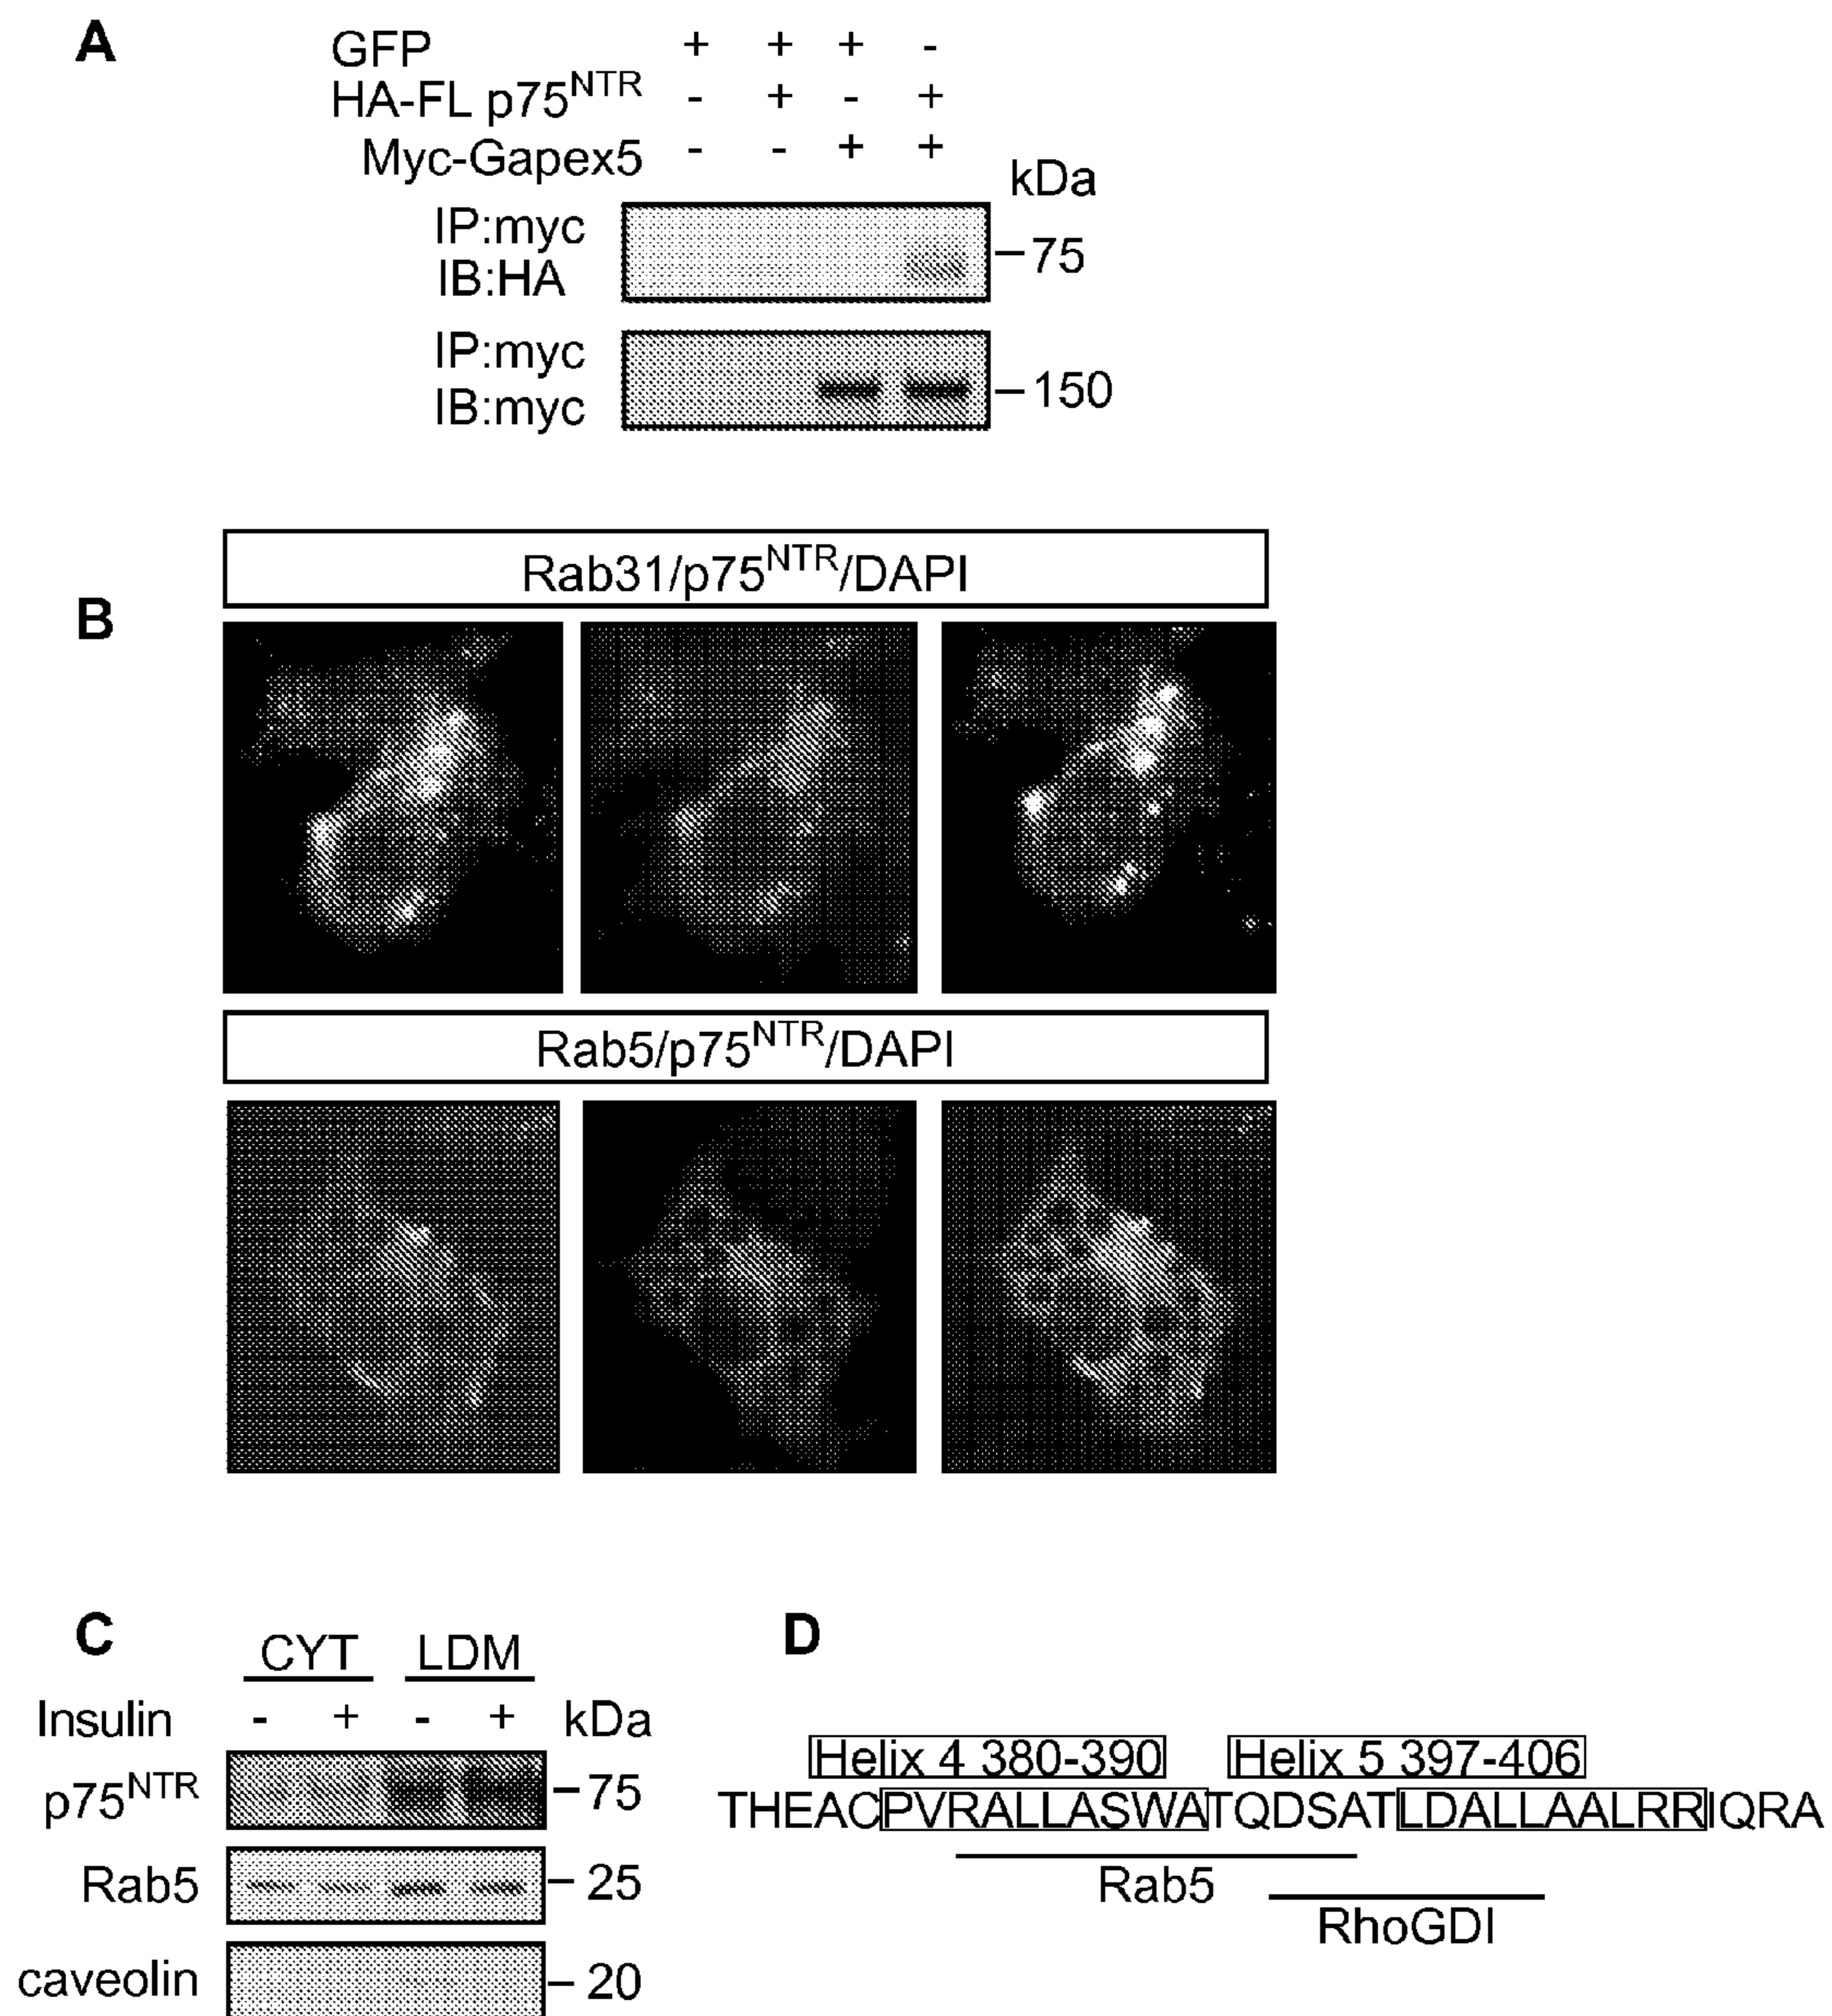 A
GFP + + + -
HA-FL p75NTR - + - +
Myc-Gapex5 - - + +
kDa
IP:myc
IB:HA
75
IP:myc
IB:myc
150
B
Rab31/p75NTR/DAPI
Rab5/p75NTR/DAPI
C
CYT LDM
Insulin - + - + kDa
p75NTR 75
Rab5 25
caveolin 20
D
Helix 4 380-390 Helix 5 397-406
THEACPVRALLASWATQDSATLDALLAALRRIQRA
Rab5
RhoGDI